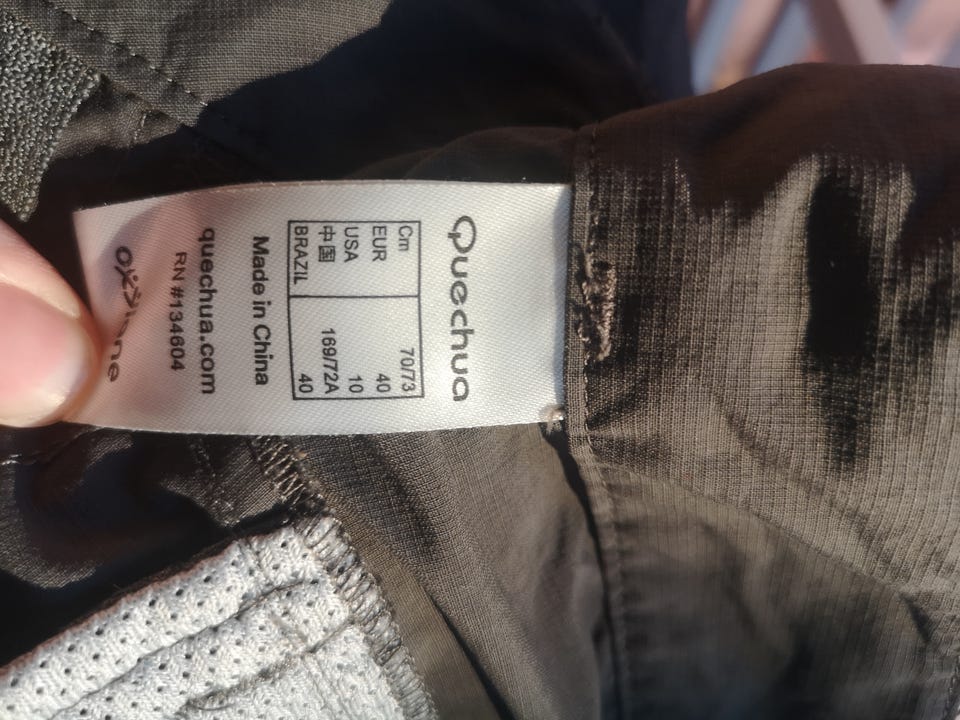 Quechua
Cm 70/73
EUR 40
USA 10
中国 169/72A
BRAZIL 40
Made in China
quechua.com
RN #134604
oxylane